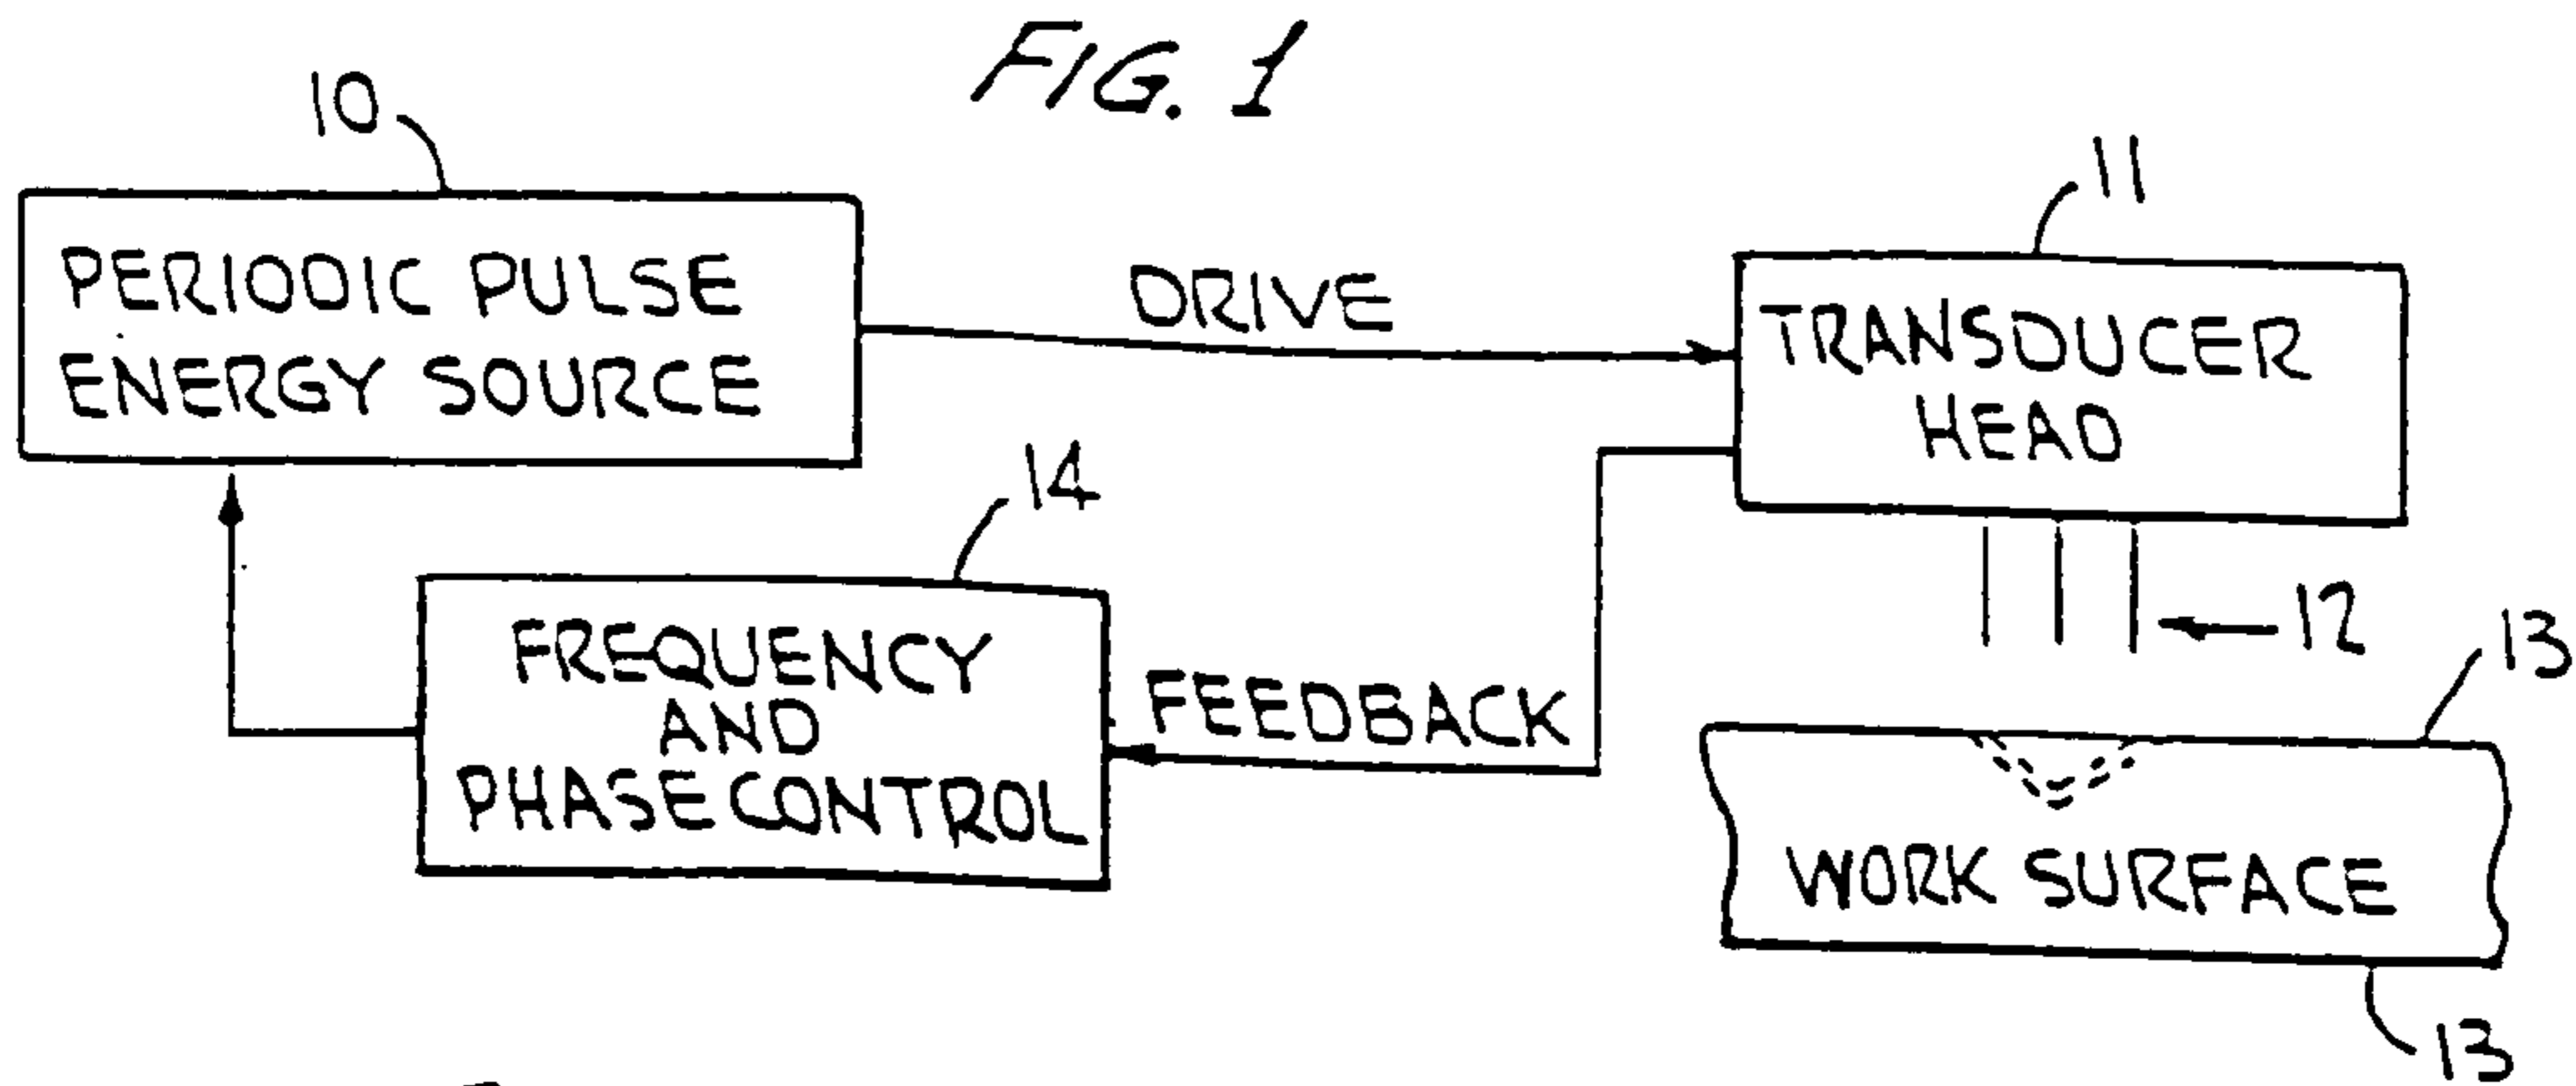 FIG. 1
10
11
PERIODIC PULSE
ENERGY SOURCE
DRIVE
TRANSDUCER
HEAD
14
12
13
FREQUENCY
AND
PHASE CONTROL
FEEDBACK
WORK SURFACE
13